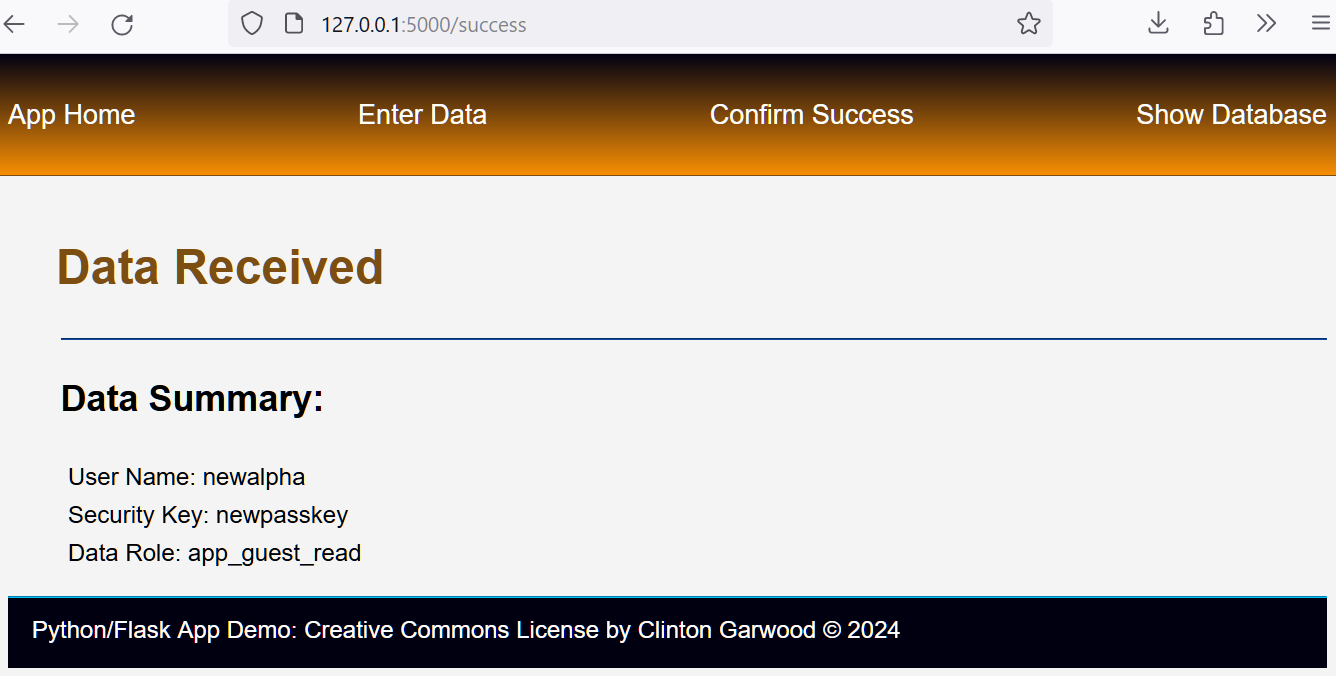 127.0.0.1:5000/success
App Home Enter Data Confirm Success Show Database
Data Received
Data Summary:
User Name: newalpha
Security Key: newpasskey
Data Role: app_guest_read
Python/Flask App Demo: Creative Commons License by Clinton Garwood © 2024